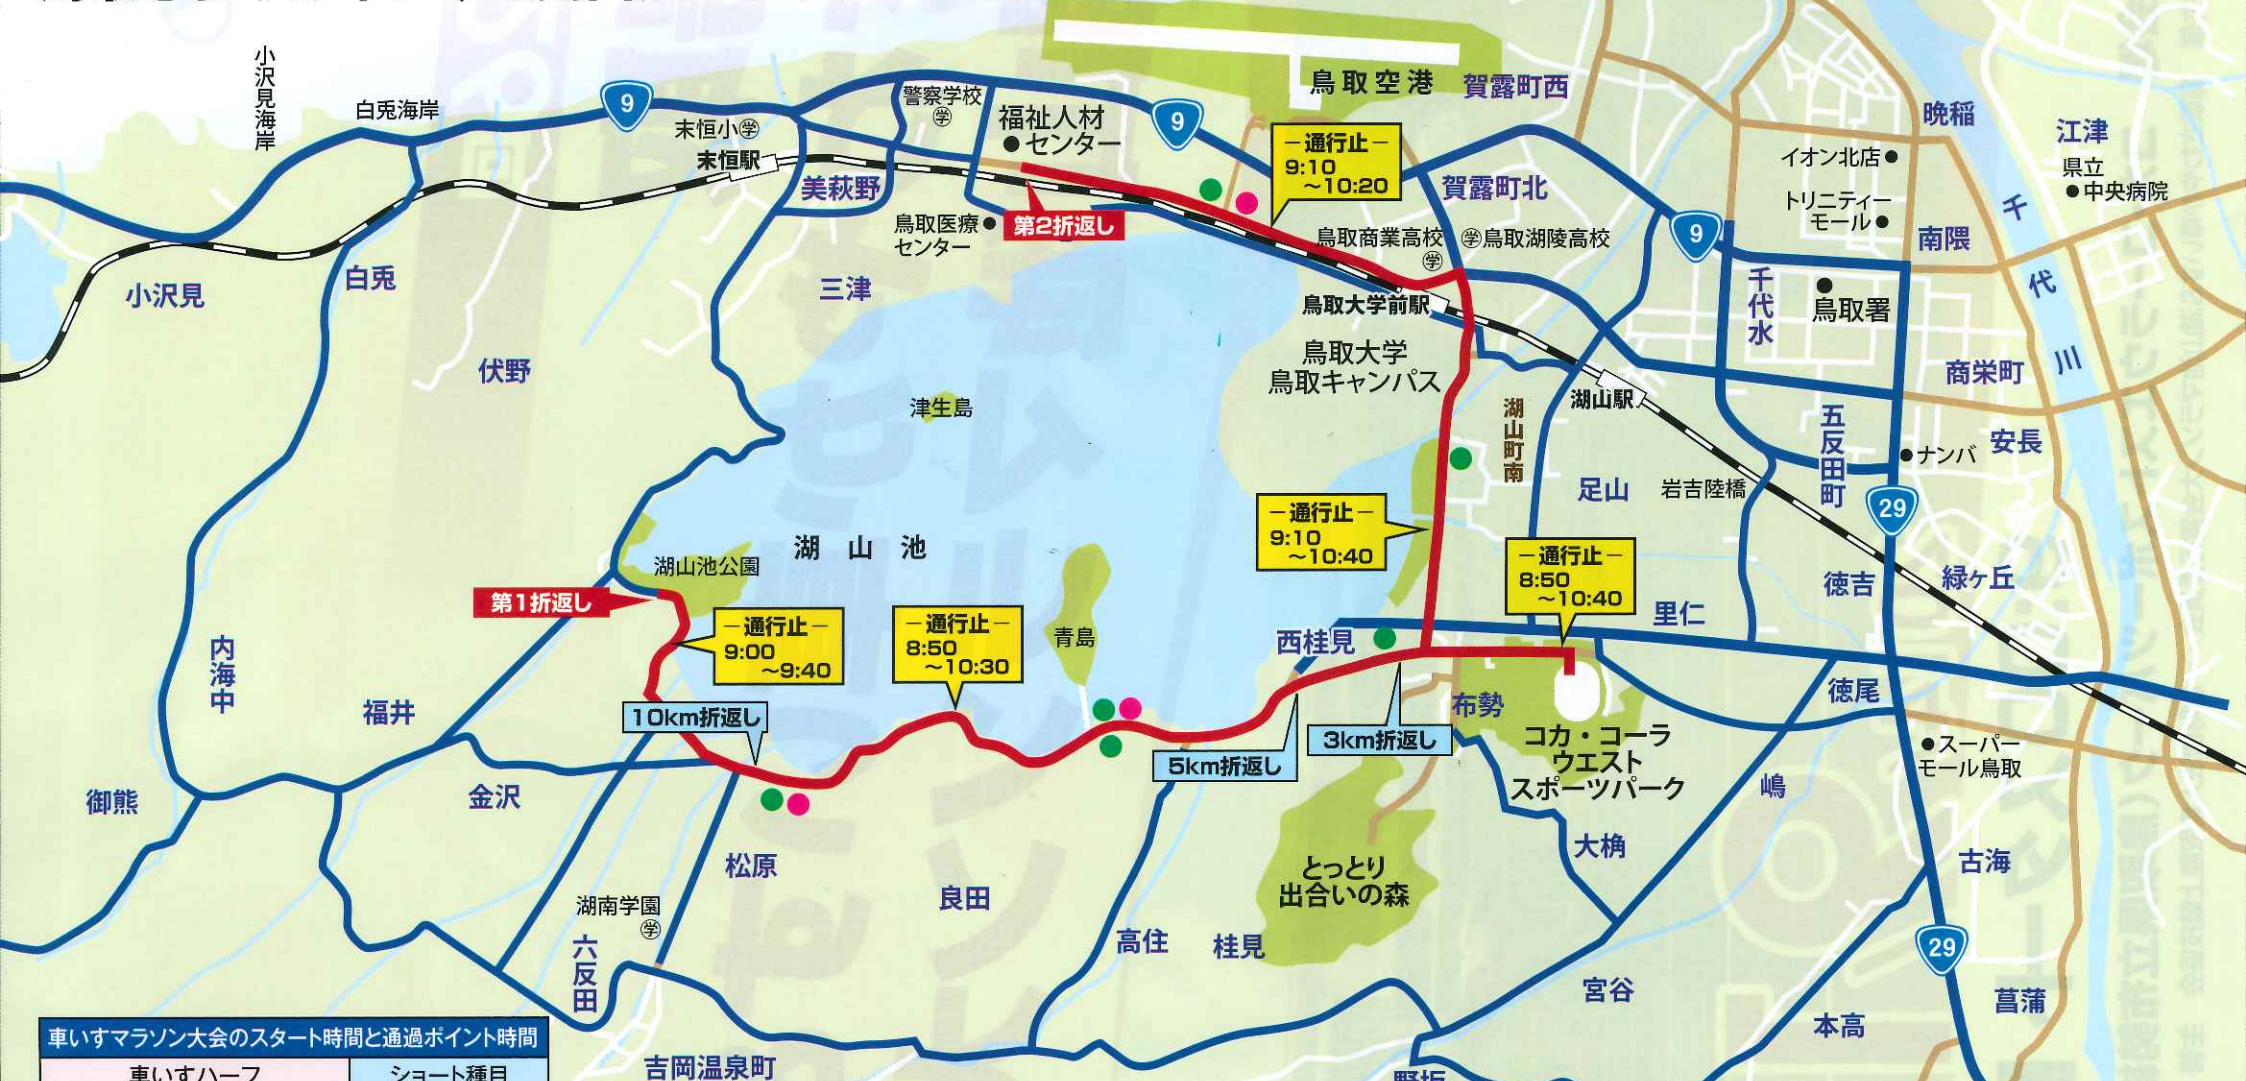 小沢見海岸
白兎海岸
9
末恒小㊫
末恒駅
警察学校
㊫
福祉人材
●センター
9
鳥取空港
賀露町西
－通行止－
9:10
～10:20
賀露町北
晩稲
イオン北店●
江津
県立
●中央病院
トリニティー
モール●
千代川
美萩野
鳥取医療●
センター
第2折返し
鳥取商業高校
㊫
㊫鳥取湖陵高校
9
南隈
小沢見
白兎
三津
鳥取大学前駅
千代水
●
鳥取署
伏野
鳥取大学
鳥取キャンパス
湖山駅
商栄町
津生島
湖山町南
五反田町
●ナンバ
安長
足山
岩吉陸橋
29
湖山池
－通行止－
9:10
～10:40
－通行止－
8:50
～10:40
湖山池公園
第1折返し
－通行止－
9:00
～9:40
－通行止－
8:50
～10:30
青島
西桂見
里仁
徳吉
緑ヶ丘
内海中
福井
10km折返し
5km折返し
3km折返し
布勢
コカ・コーラ
ウエスト
スポーツパーク
徳尾
●スーパー
モール鳥取
嶋
御熊
金沢
松原
良田
とっとり
出合いの森
大桷
古海
湖南学園
㊫
六反田
高住
桂見
29
宮谷
本高
菖蒲
車いすマラソン大会のスタート時間と通過ポイント時間
車いすハーフ
ショート種目
吉岡温泉町
野坂